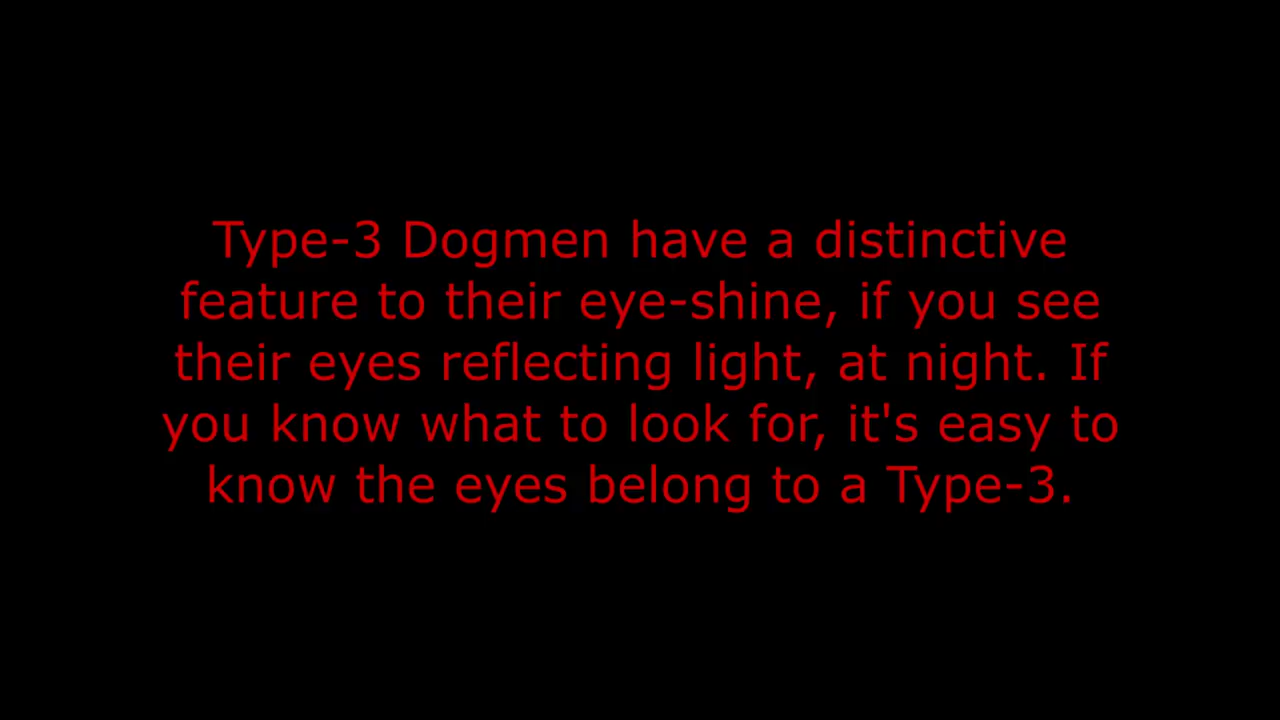 Type-3 Dogmen have a distinctive
feature to their eye-shine, if you see
their eyes reflecting light, at night. If
you know what to look for, it's easy to
know the eyes belong to a Type-3.